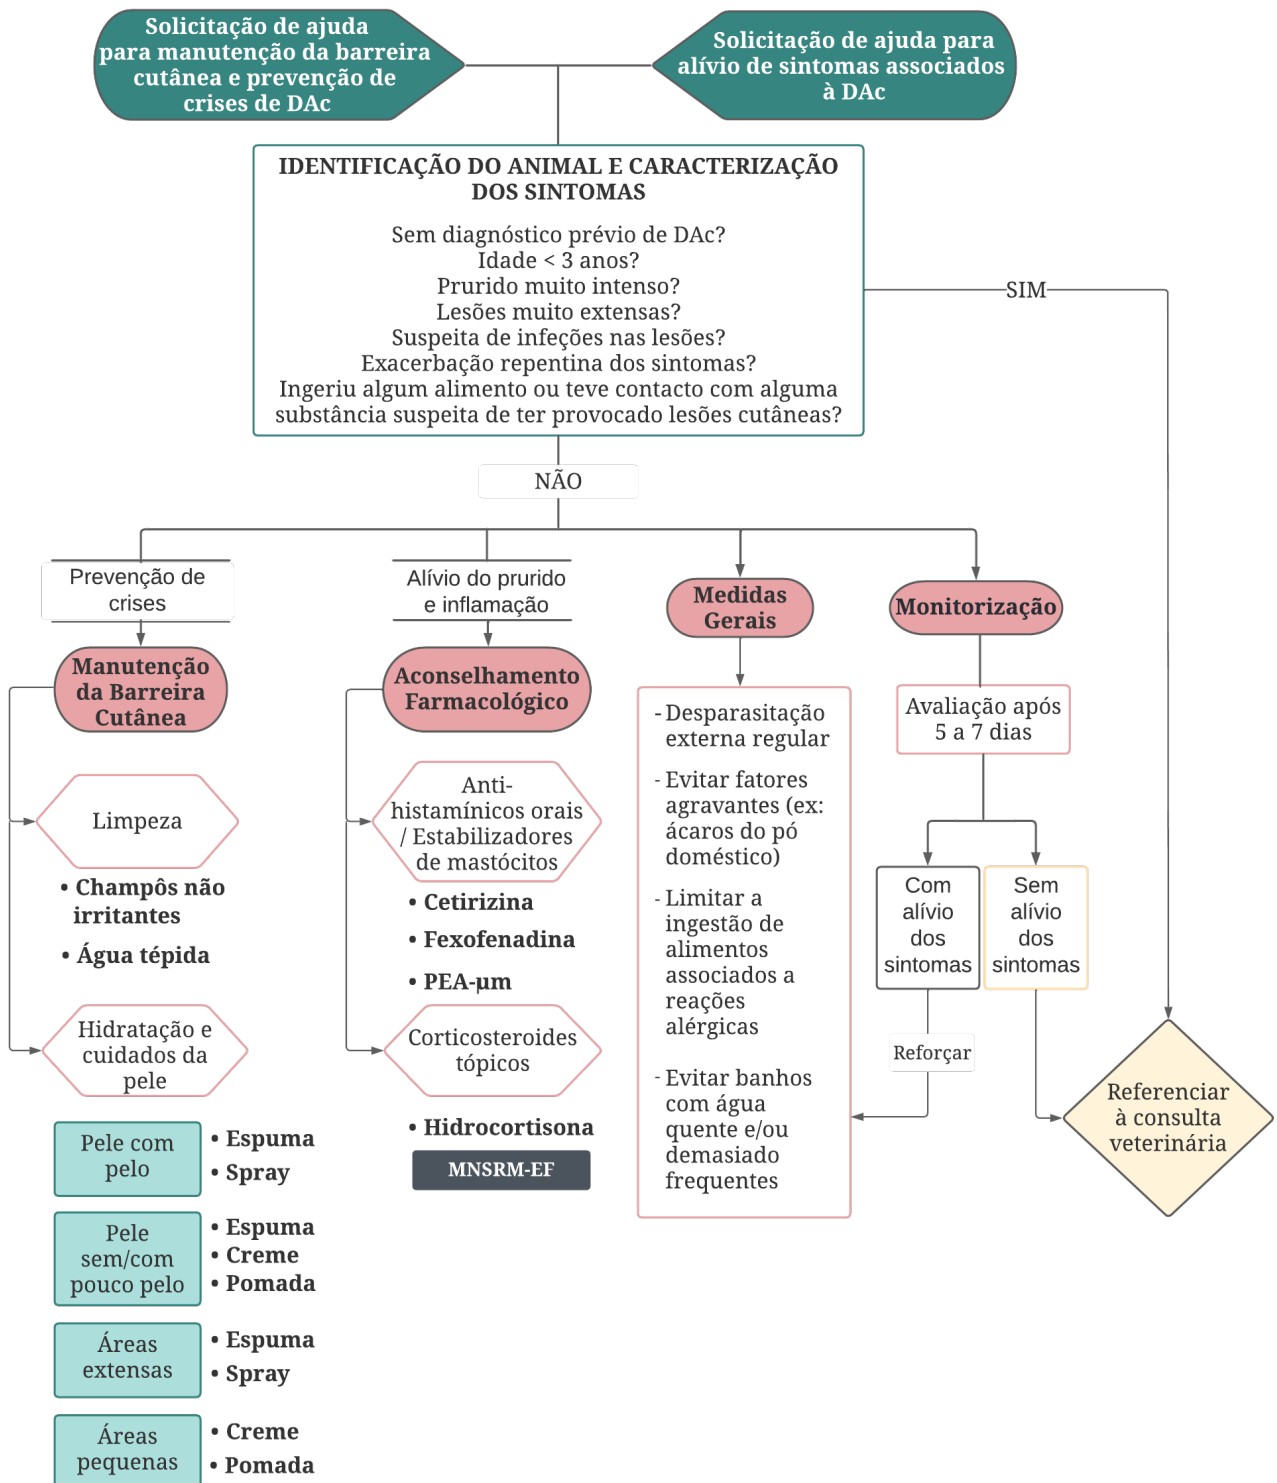 Solicitação de ajuda
para manutenção da barreira
cutânea e prevenção de
crises de DAc
Solicitação de ajuda para
alívio de sintomas associados
à DAc
IDENTIFICAÇÃO DO ANIMAL E CARACTERIZAÇÃO
DOS SINTOMAS
Sem diagnóstico prévio de DAc?
Idade < 3 anos?
Prurido muito intenso?
Lesões muito extensas?
Suspeita de infeções nas lesões?
Exacerbação repentina dos sintomas?
Ingeriu algum alimento ou teve contacto com alguma
substância suspeita de ter provocado lesões cutâneas?
SIM
NÃO
Prevenção de
crises
Manutenção
da Barreira
Cutânea
Limpeza
• Champôs não
irritantes
• Água tépida
Hidratação e
cuidados da
pele
Pele com
pelo
• Espuma
• Spray
Pele
sem/com
pouco pelo
• Espuma
• Creme
• Pomada
Áreas
extensas
• Espuma
• Spray
Áreas
pequenas
• Creme
• Pomada
Alívio do prurido
e inflamação
Aconselhamento
Farmacológico
Anti-
histamínicos orais
/ Estabilizadores
de mastócitos
• Cetirizina
• Fexofenadina
• PEA-µm
Corticosteroides
tópicos
• Hidrocortisona
MNSRM-EF
Medidas
Gerais
- Desparasitação
externa regular
- Evitar fatores
agravantes (ex:
ácaros do pó
doméstico)
- Limitar a
ingestão de
alimentos
associados a
reações
alérgicas
- Evitar banhos
com água
quente e/ou
demasiado
frequentes
Monitorização
Avaliação após
5 a 7 dias
Com
alívio
dos
sintomas
Sem
alívio
dos
sintomas
Reforçar
Referenciar
à consulta
veterinária